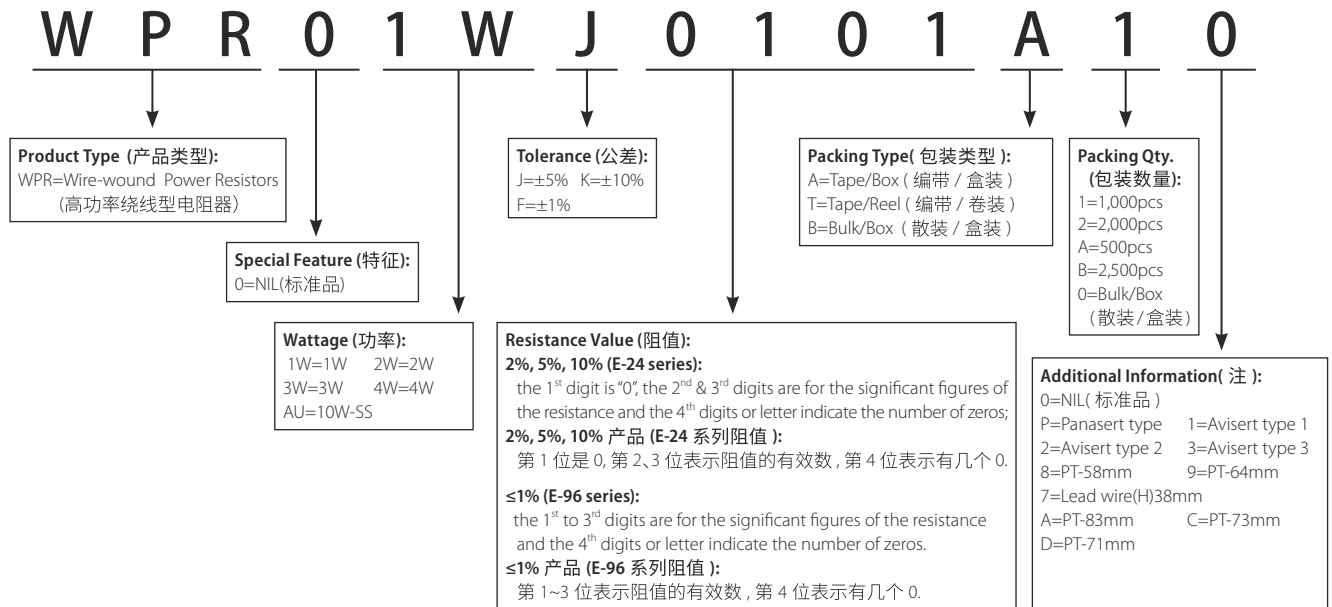 WPR01WJ0101A10
Product Type (产品类型):
WPR=Wire-wound Power Resistors
(高功率绕线型电阻器)
Special Feature (特征):
0=NIL(标准品)
Wattage (功率):
1W=1W 2W=2W
3W=3W 4W=4W
AU=10W-SS
Tolerance (公差):
J=±5% K=±10%
F=±1%
Resistance Value (阻值):
2%, 5%, 10% (E-24 series):
the 1st digit is “0”, the 2nd & 3rd digits are for the significant figures of
the resistance and the 4th digits or letter indicate the number of zeros;
2%, 5%, 10% 产品 (E-24 系列阻值 ):
第 1 位是 0, 第 2、3 位表示阻值的有效数 , 第 4 位表示有几个 0.
≤1% (E-96 series):
the 1st to 3rd digits are for the significant figures of the resistance
and the 4th digits or letter indicate the number of zeros.
≤1% 产品 (E-96 系列阻值 ):
第 1~3 位表示阻值的有效数 , 第 4 位表示有几个 0.
Packing Type( 包装类型 ):
A=Tape/Box ( 编带 / 盒装 )
T=Tape/Reel ( 编带 / 卷装 )
B=Bulk/Box ( 散装 / 盒装 )
Packing Qty.
(包装数量):
1=1,000pcs
2=2,000pcs
A=500pcs
B=2,500pcs
0=Bulk/Box
( 散装 / 盒装 )
Additional Information( 注 ):
0=NIL( 标准品 )
P=Panasert type 1=Avisert type 1
2=Avisert type 2 3=Avisert type 3
8=PT-58mm 9=PT-64mm
7=Lead wire(H)38mm
A=PT-83mm C=PT-73mm
D=PT-71mm